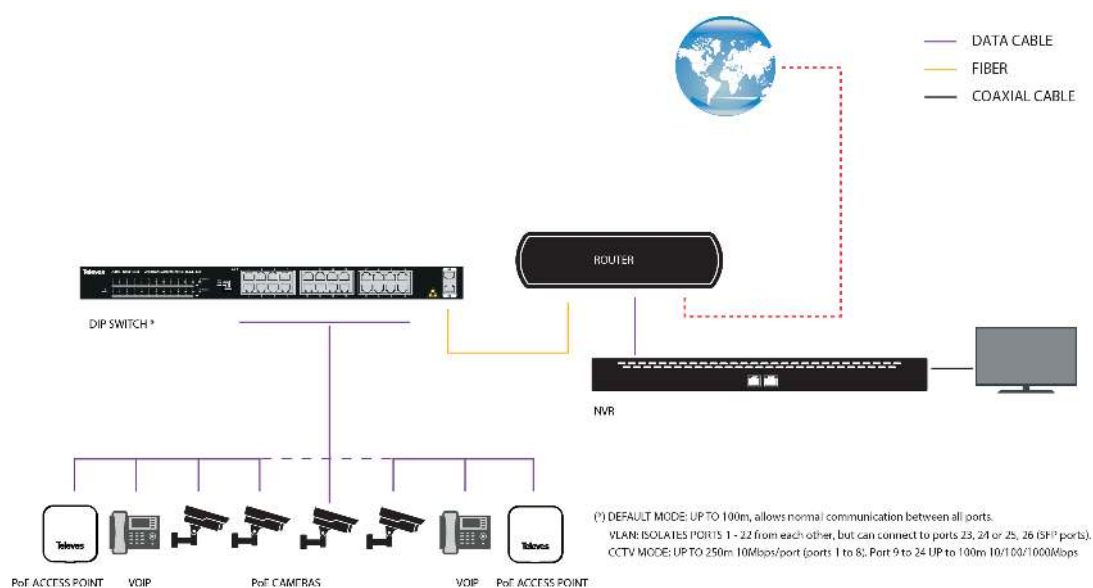 DATA CABLE
FIBER
COAXIAL CABLE
ROUTER
Televes
DIP SWITCH *
NVR
Televes
Televes
PoE ACCESS POINT
VOIP
PoE CAMERAS
VOIP
PoE ACCESS POINT
(*) DEFAULT MODE: UP TO 100m, allows normal communication between all ports.
VLAN: ISOLATES PORTS 1 - 22 from each other, but can connect to ports 23, 24 or 25, 26 (SFP ports).
CCTV MODE: UP TO 250m 10Mbps/port (ports 1 to 8). Port 9 to 24 UP to 100m 10/100/1000Mbps